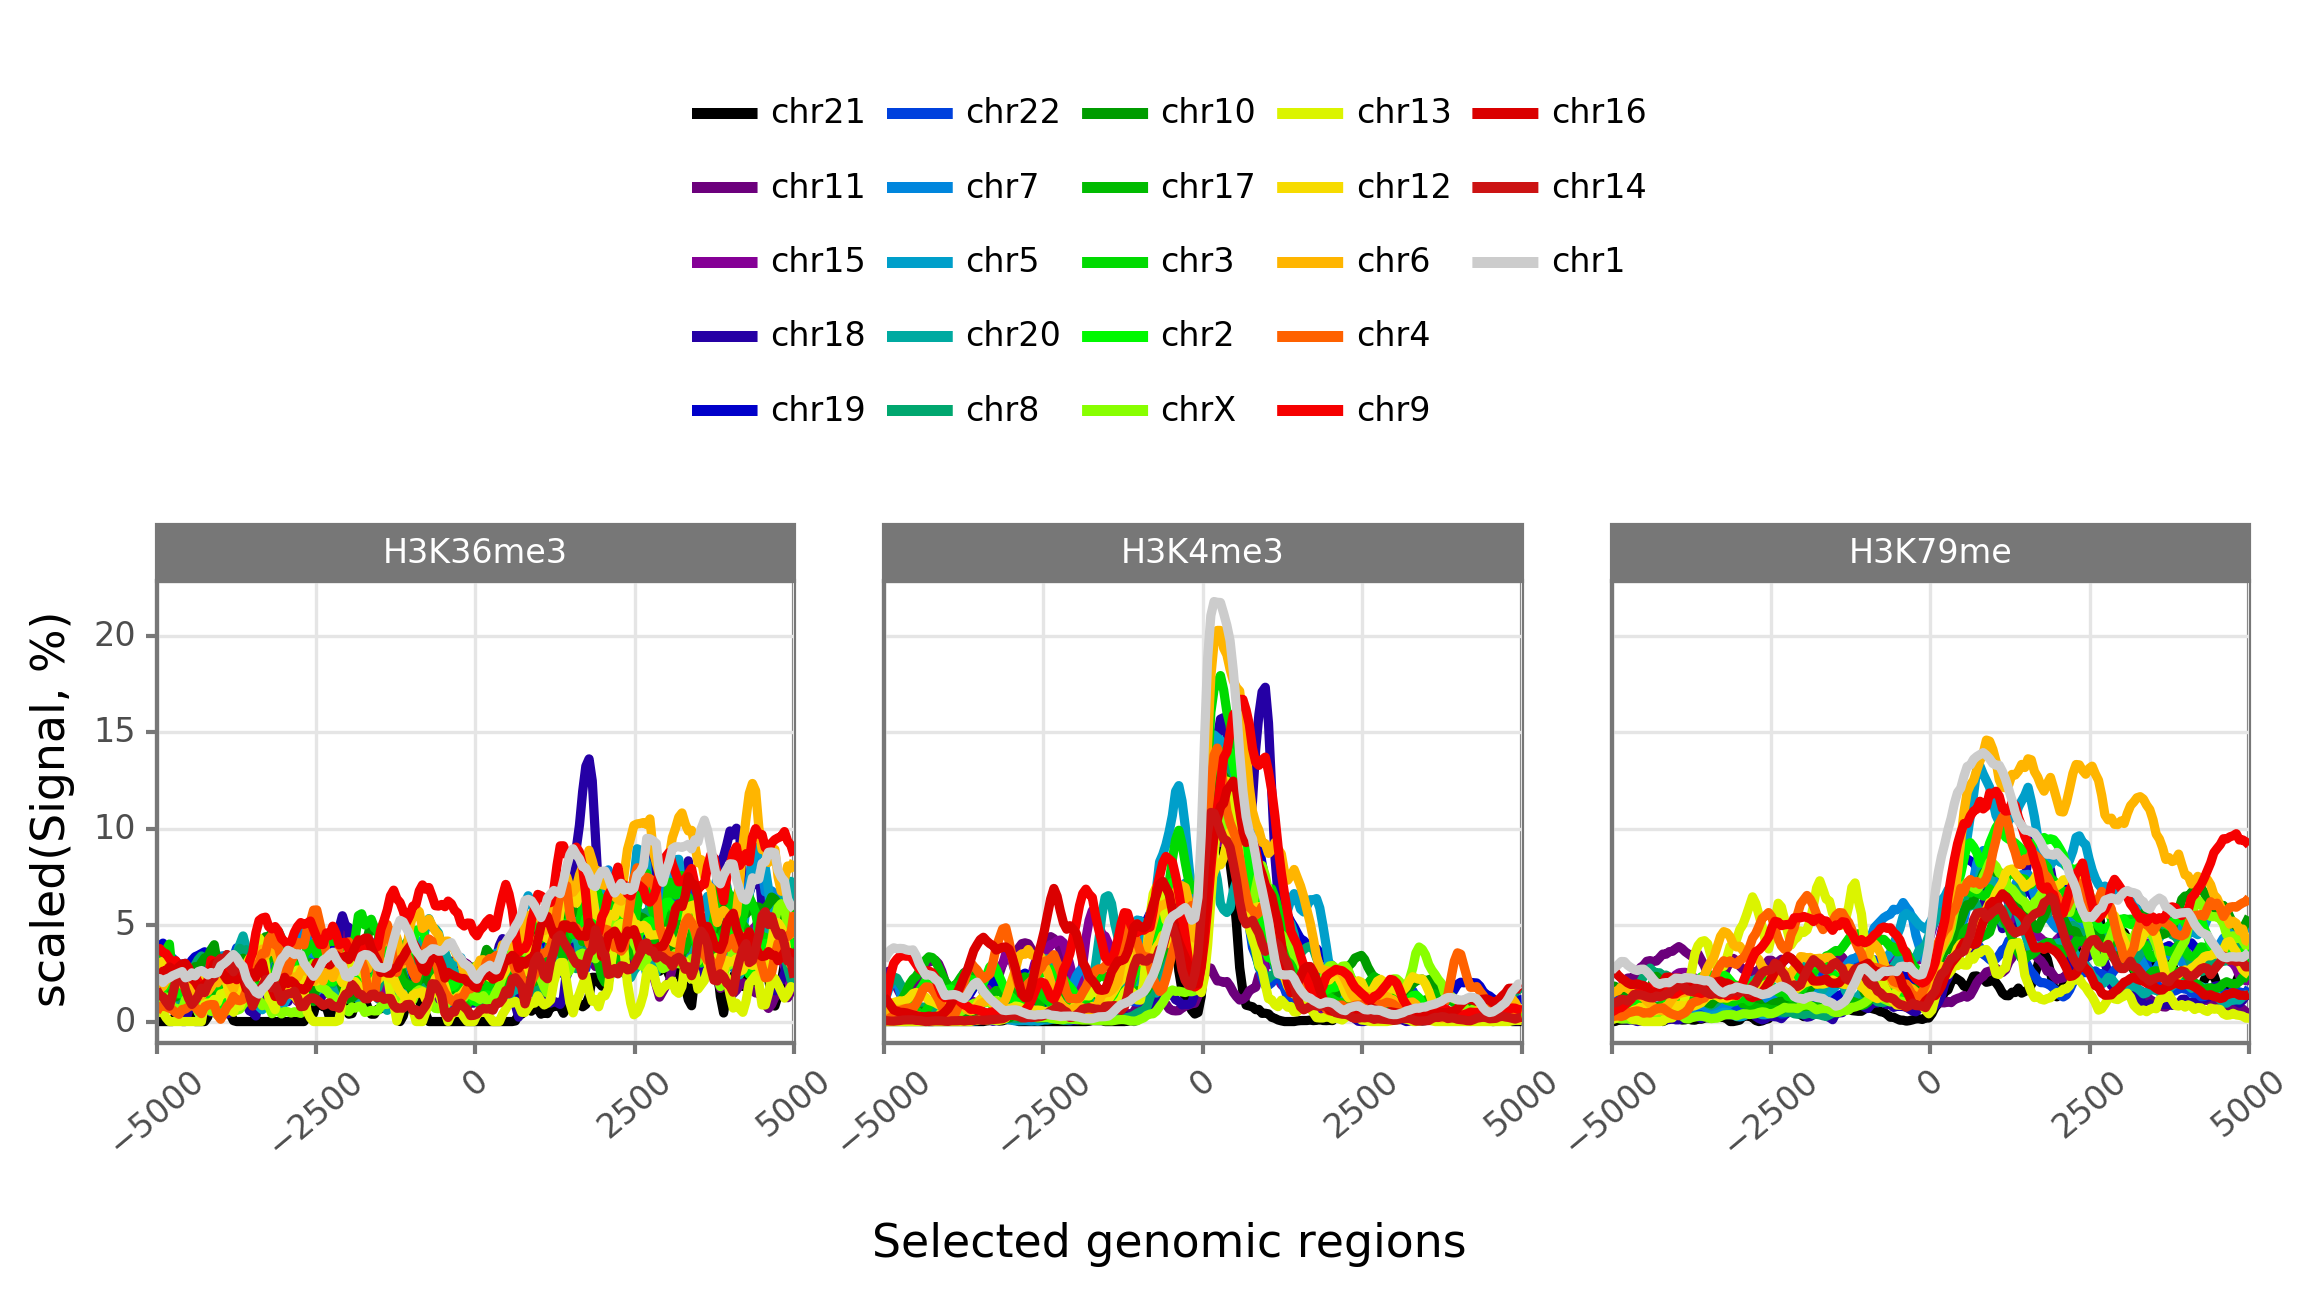 chr21 chr22 chr10 chr13 chr16
chr11 chr7 chr17 chr12 chr14
chr15 chr5 chr3 chr6 chr1
chr18 chr20 chr2 chr4
chr19 chr8 chrX chr9
H3K36me3 H3K4me3 H3K79me
scaled(Signal, %)
20
15
10
5
0
−5000 −2500 0 2500 5000 −5000 −2500 0 2500 5000 −5000 −2500 0 2500 5000
Selected genomic regions